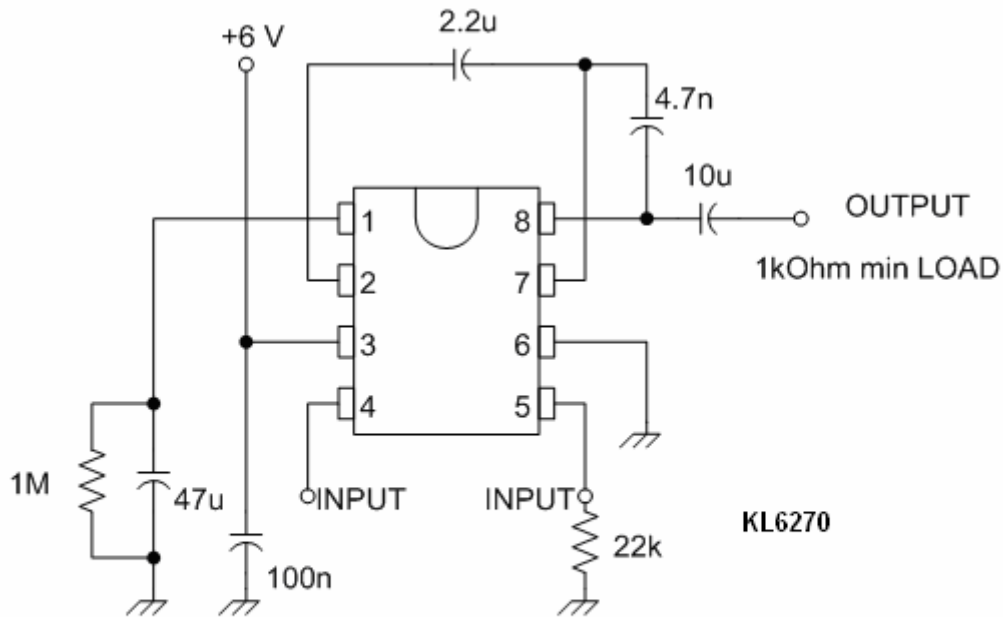 +6 V
2.2u
4.7n
10u
OUTPUT
1kOhm min LOAD
1
2
3
4
8
7
6
5
1M
47u
100n
INPUT
INPUT
22k
KL6270